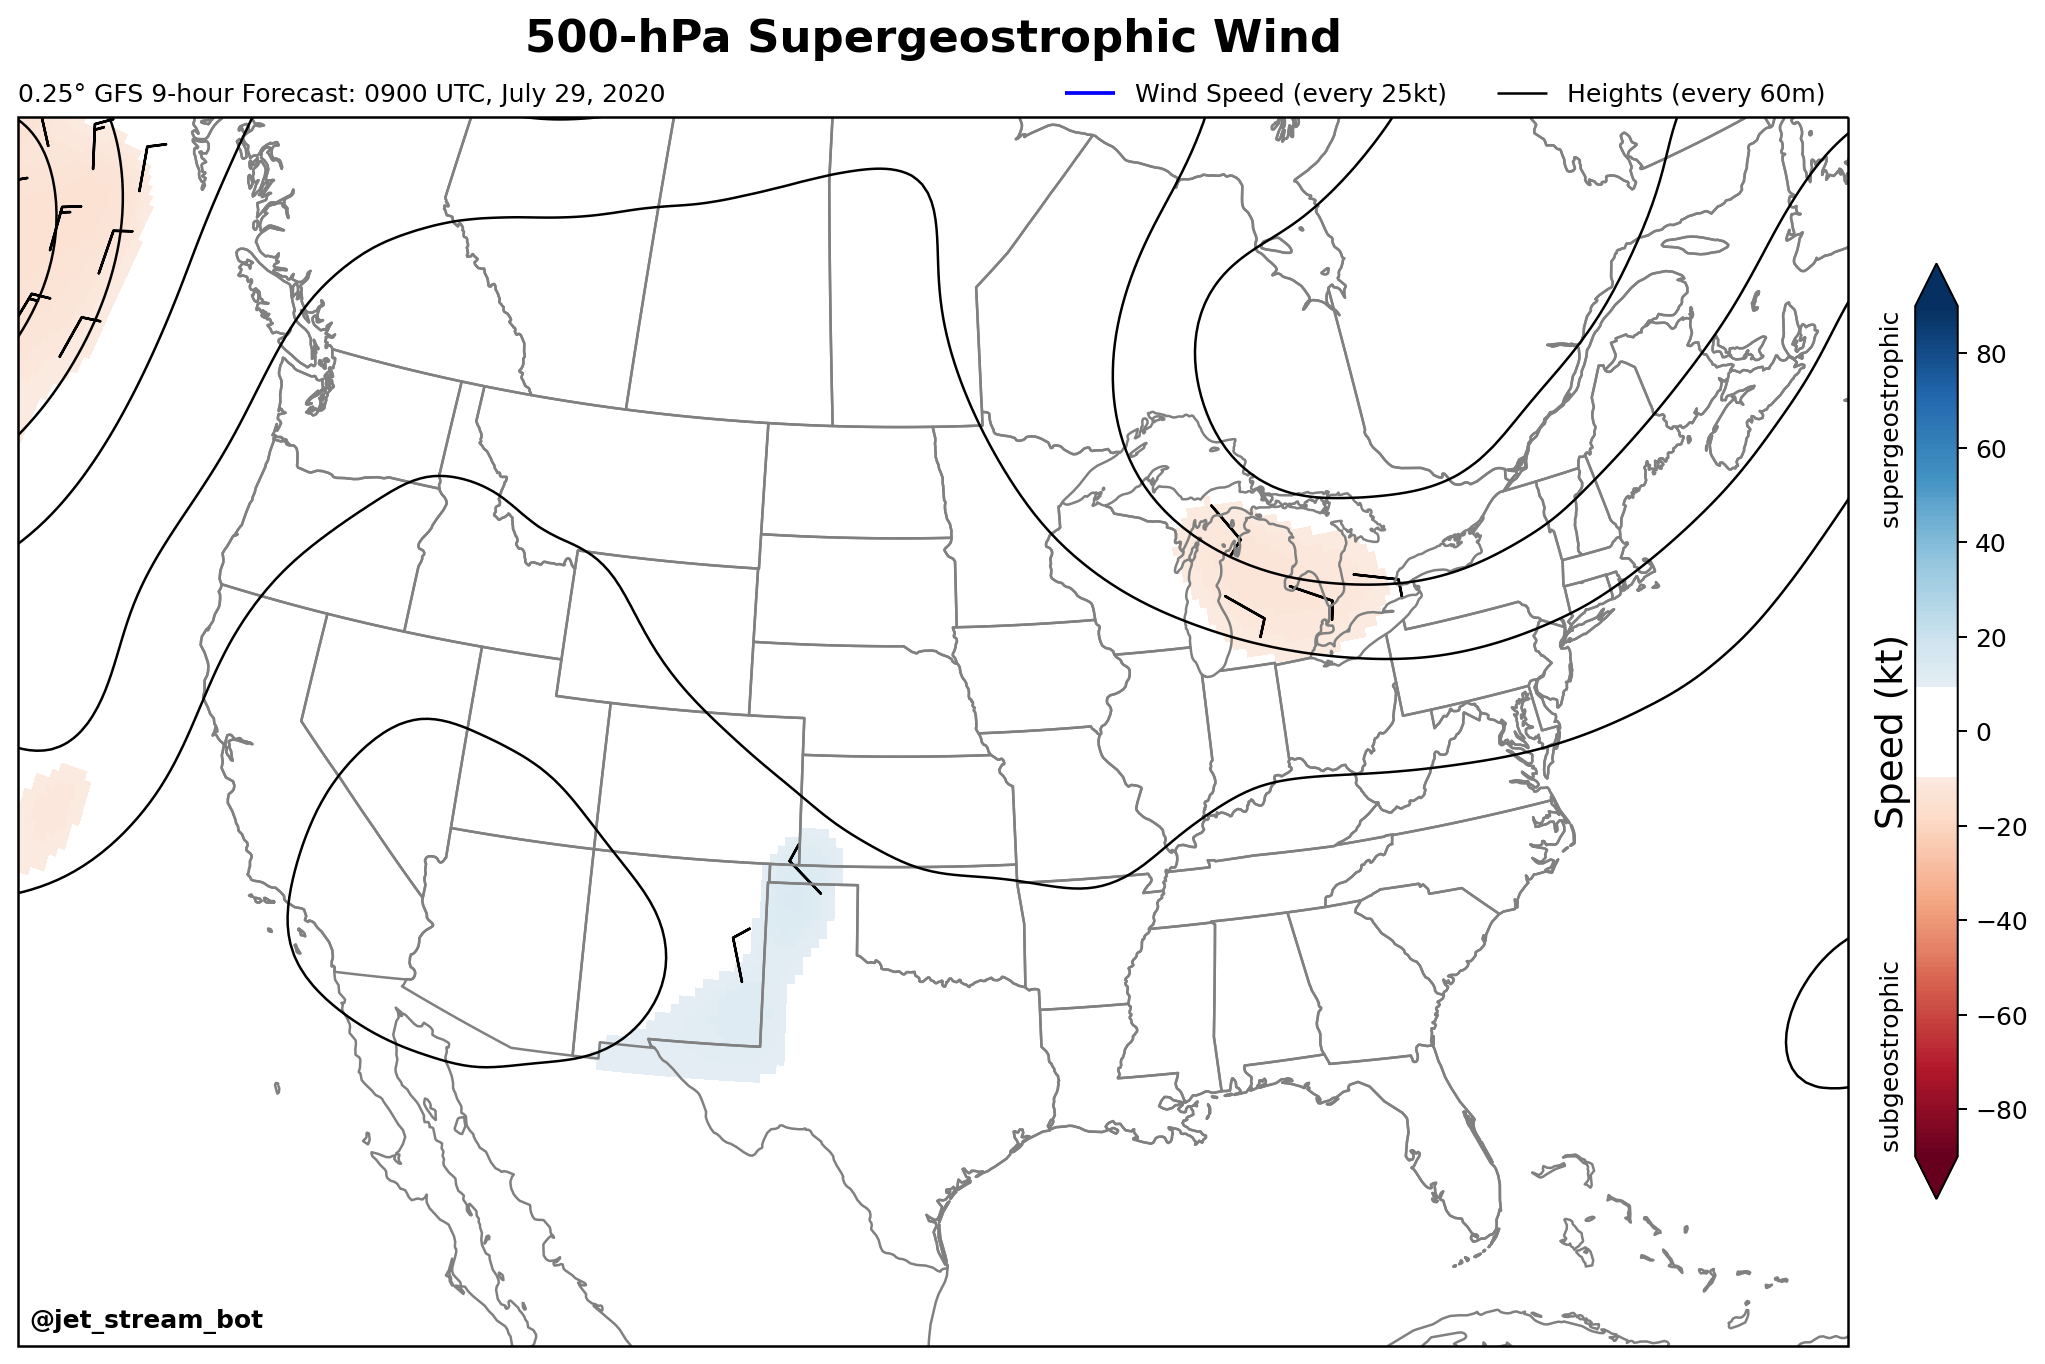 500-hPa Supergeostrophic Wind
0.25° GFS 9-hour Forecast: 0900 UTC, July 29, 2020
Wind Speed (every 25kt)
Heights (every 60m)
supergeostrophic
Speed (kt)
subgeostrophic
80
60
40
20
0
−20
−40
−60
−80
@jet_stream_bot